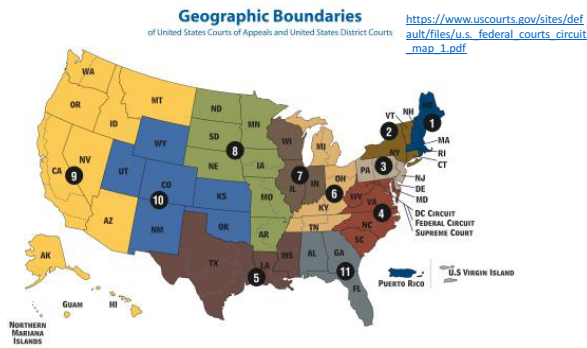 Geographic Boundaries
of United States Courts of Appeals and United States District Courts
https://www.uscourts.gov/sites/def
ault/files/u.s._federal_courts_circuit
_map_1.pdf
WA
MT
ND
MN
OR
ID
SD
WI
MI
VT
NH
ME
1
2
NY
MA
RI
CT
WY
8
NE
IA
7
PA
3
NJ
DE
MD
NV
UT
CO
IL
IN
OH
6
WV
VA
DC CIRCUIT
FEDERAL CIRCUIT
SUPREME COURT
CA
9
10
KS
MO
KY
4
NC
AZ
NM
OK
AR
TN
SC
TX
LA
MS
AL
GA
11
5
FL
AK
HI
GUAM
NORTHERN
MARIANA
ISLANDS
PUERTO RICO
U.S VIRGIN ISLAND